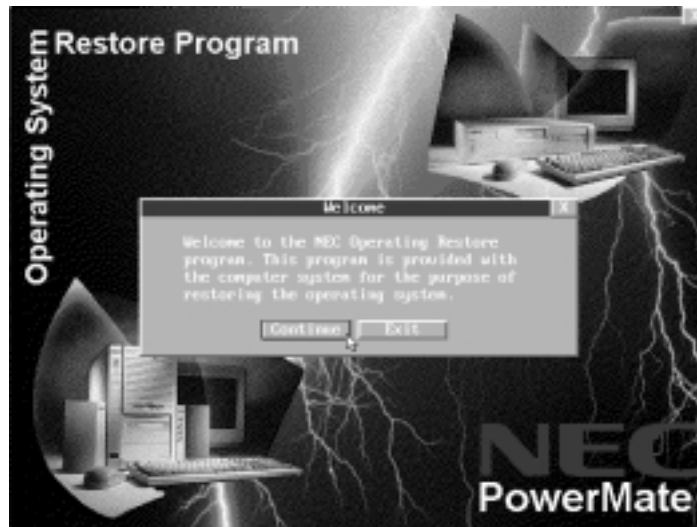 Operating System
Restore Program
Welcome
X
Welcome to the NEC Operating Restore
program. This program is provided with
the computer system for the purpose of
restoring the operating system.
Continue
Exit
NEC
PowerMate